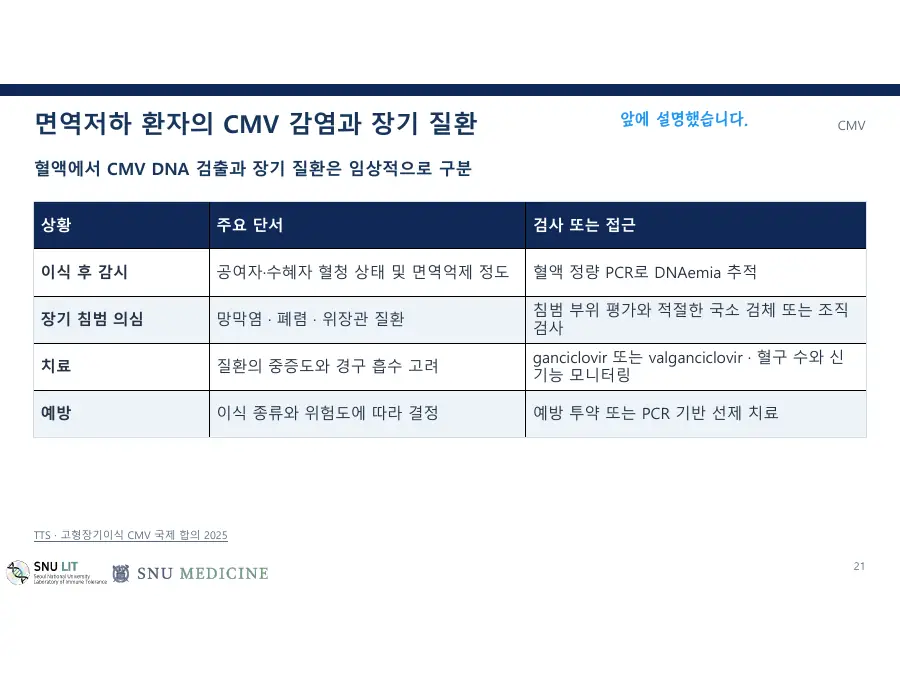 면역저하 환자의 CMV 감염과 장기 질환
앞에 설명했습니다.
CMV
혈액에서 CMV DNA 검출과 장기 질환은 임상적으로 구분
상황 주요 단서 검사 또는 접근
이식 후 감시 공여자·수혜자 혈청 상태 및 면역억제 정도 혈액 정량 PCR로 DNAemia 추적
장기 침범 의심 망막염 · 폐렴 · 위장관 질환 침범 부위 평가와 적절한 국소 검체 또는 조직
검사
치료 질환의 중증도와 경구 흡수 고려 ganciclovir 또는 valganciclovir · 혈구 수와 신
기능 모니터링
예방 이식 종류와 위험도에 따라 결정 예방 투약 또는 PCR 기반 선제 치료
TTS · 고형장기이식 CMV 국제 합의 2025
SNU LIT
Seoul National University
Laboratory of Immune Tolerance
SNU MEDICINE
21